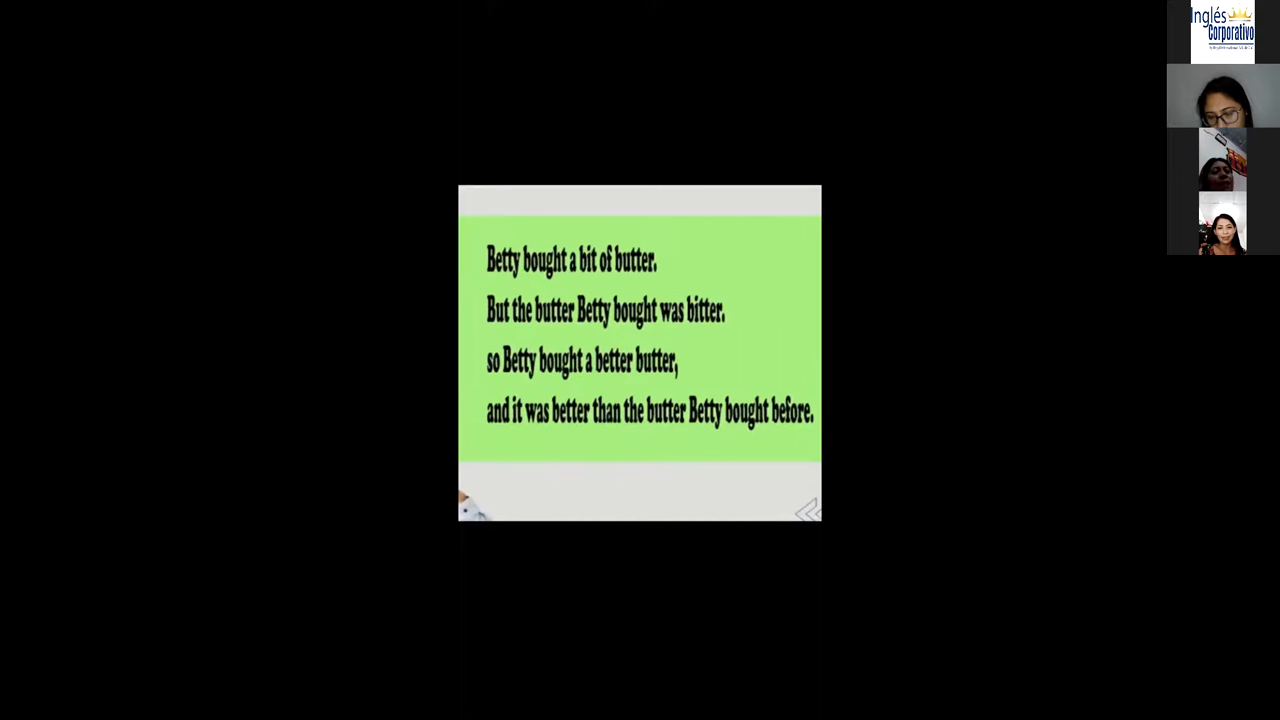 Inglés
Corporativo
Betty bought a bit of butter.
But the butter Betty bought was bitter.
so Betty bought a better butter,
and it was better than the butter Betty bought before.